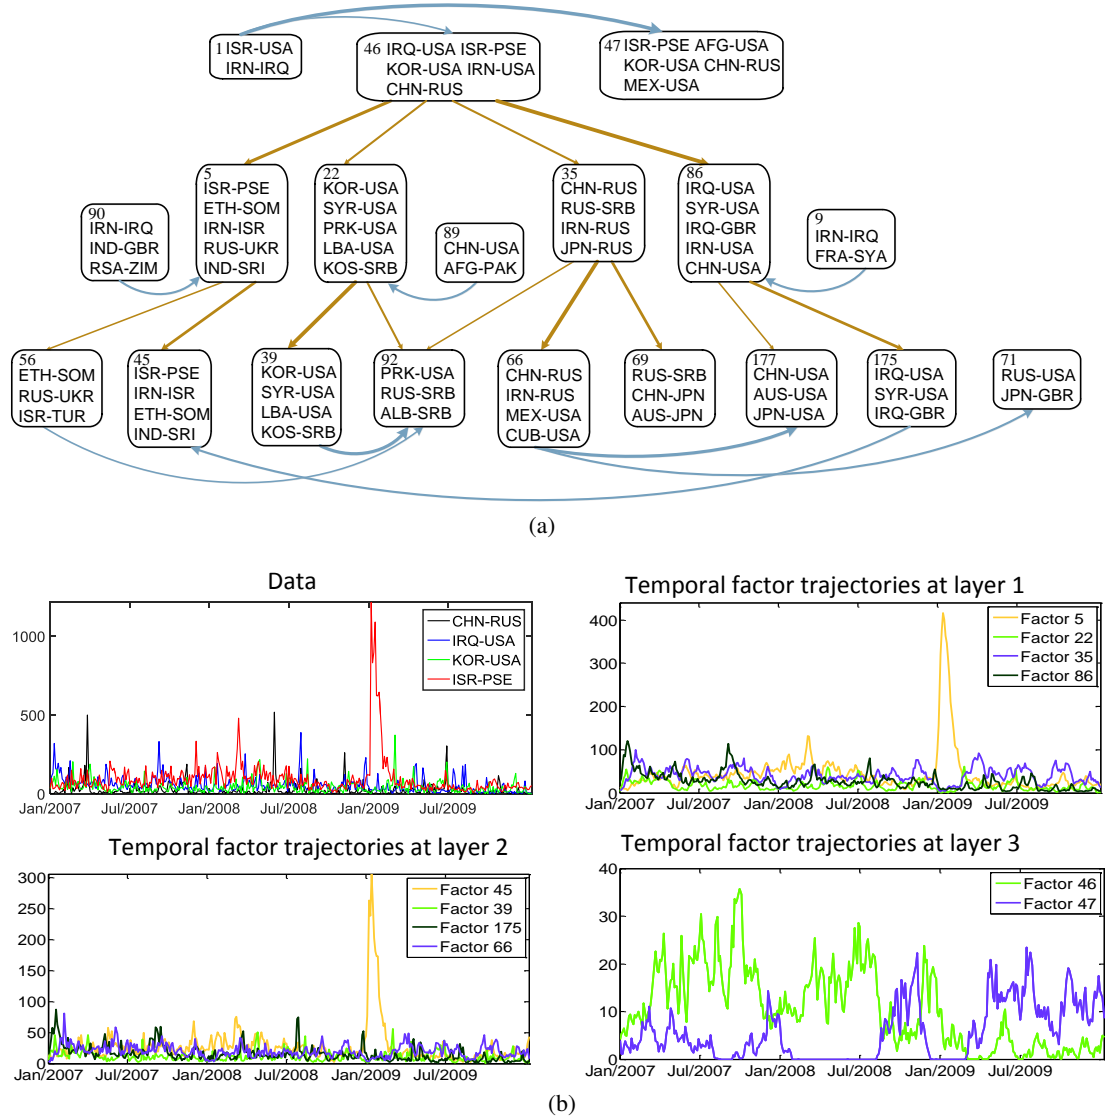 1 ISR-USA
IRN-IRQ
46 IRQ-USA ISR-PSE
KOR-USA IRN-USA
CHN-RUS
47 ISR-PSE AFG-USA
KOR-USA CHN-RUS
MEX-USA
90
IRN-IRQ
IND-GBR
RSA-ZIM
5
ISR-PSE
ETH-SOM
IRN-ISR
RUS-UKR
IND-SRI
22
KOR-USA
SYR-USA
PRK-USA
LBA-USA
KOS-SRB
89
CHN-USA
AFG-PAK
35
CHN-RUS
RUS-SRB
IRN-RUS
JPN-RUS
86
IRQ-USA
SYR-USA
IRQ-GBR
IRN-USA
CHN-USA
9
IRN-IRQ
FRA-SYA
56
ETH-SOM
RUS-UKR
ISR-TUR
45
ISR-PSE
IRN-ISR
ETH-SOM
IND-SRI
39
KOR-USA
SYR-USA
LBA-USA
KOS-SRB
92
PRK-USA
RUS-SRB
ALB-SRB
66
CHN-RUS
IRN-RUS
MEX-USA
CUB-USA
69
RUS-SRB
CHN-JPN
AUS-JPN
177
CHN-USA
AUS-USA
JPN-USA
175
IRQ-USA
SYR-USA
IRQ-GBR
71
RUS-USA
JPN-GBR
(a)
Data
1000
500
0
CHN-RUS
IRQ-USA
KOR-USA
ISR-PSE
Jan/2007 Jul/2007 Jan/2008 Jul/2008 Jan/2009 Jul/2009
Temporal factor trajectories at layer 1
400
300
200
100
0
Factor 5
Factor 22
Factor 35
Factor 86
Jan/2007 Jul/2007 Jan/2008 Jul/2008 Jan/2009 Jul/2009
Temporal factor trajectories at layer 2
300
250
200
150
100
50
0
Factor 45
Factor 39
Factor 175
Factor 66
Jan/2007 Jul/2007 Jan/2008 Jul/2008 Jan/2009 Jul/2009
Temporal factor trajectories at layer 3
40
30
20
10
0
Factor 46
Factor 47
Jan/2007 Jul/2007 Jan/2008 Jul/2008 Jan/2009 Jul/2009
(b)